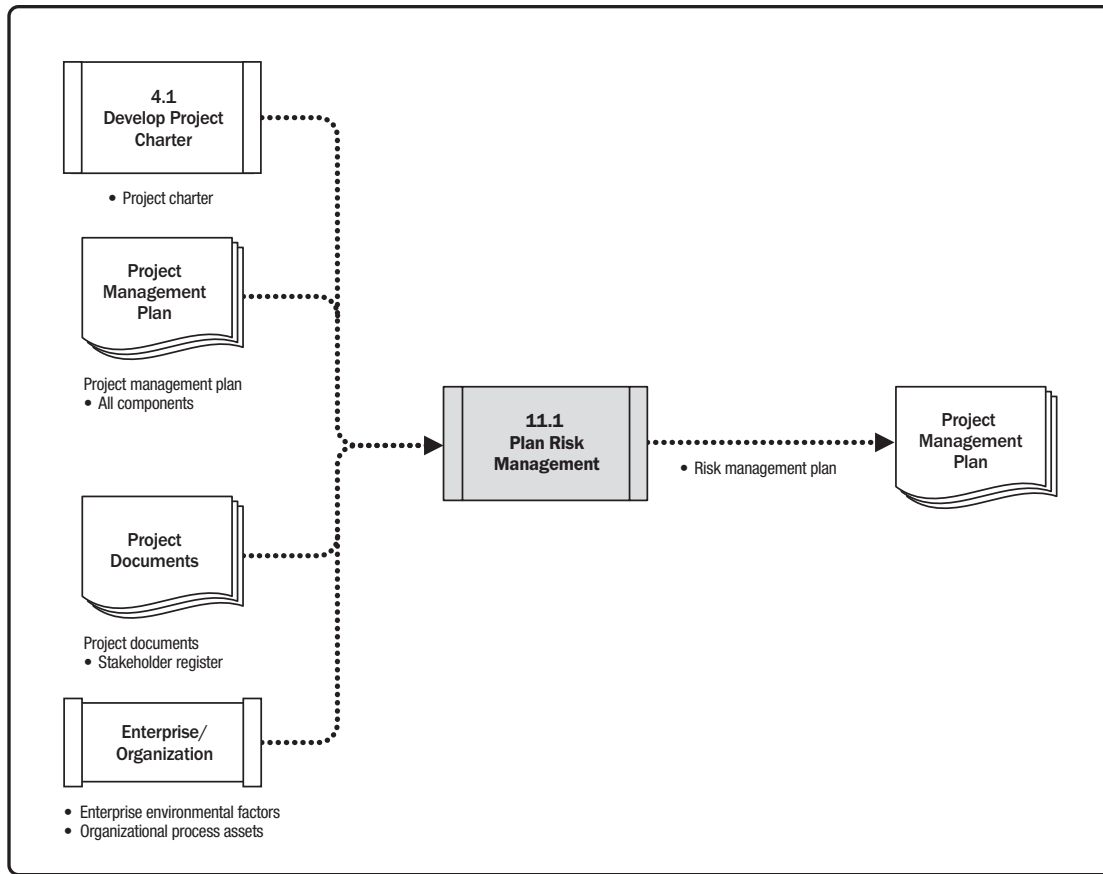 4.1
Develop Project
Charter
• Project charter
Project
Management
Plan
Project management plan
• All components
Project
Documents
Project documents
• Stakeholder register
Enterprise/
Organization
• Enterprise environmental factors
• Organizational process assets
11.1
Plan Risk
Management
• Risk management plan
Project
Management
Plan